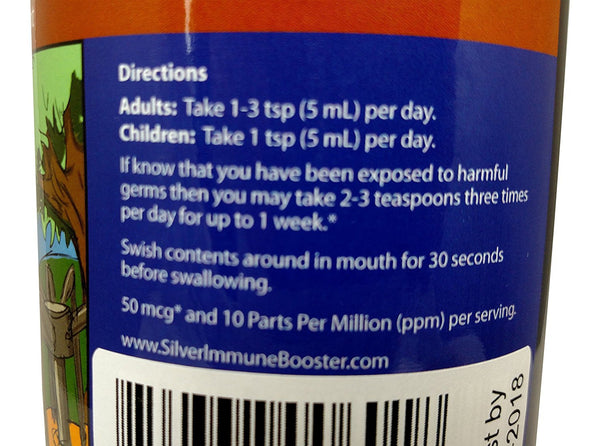 Directions
Adults: Take 1-3 tsp (5 mL) per day.
Children: Take 1 tsp (5 mL) per day.
If know that you have been exposed to harmful
germs then you may take 2-3 teaspoons three times
per day for up to 1 week.*
Swish contents around in mouth for 30 seconds
before swallowing.
50 mcg* and 10 Parts Per Million (ppm) per serving.
www.SilverImmuneBooster.com
by
2018